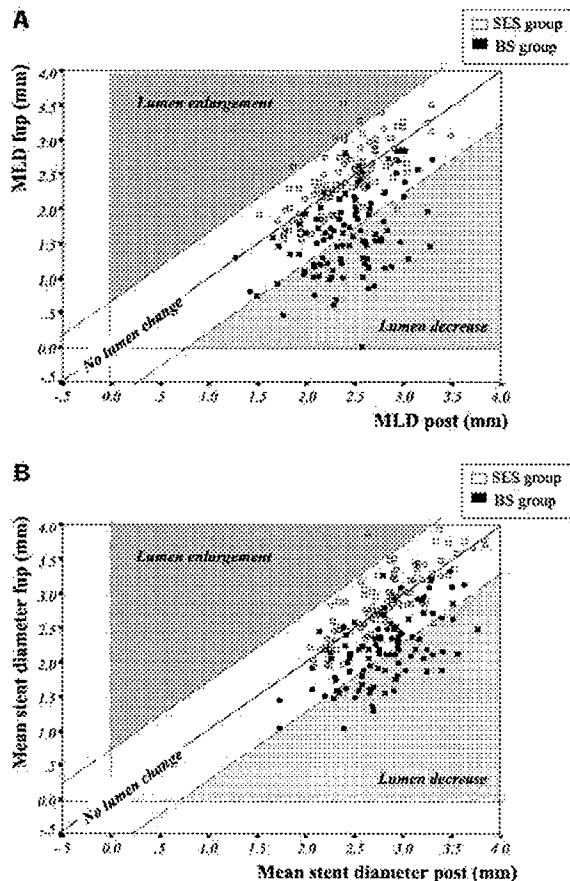 A
SES group
BS group
MLD fup (mm)
4.0
3.5
3.0
2.5
2.0
1.5
1.0
.5
0.0
-.5
Lumen enlargement
No lumen change
Lumen decrease
-.5 0.0 .5 1.0 1.5 2.0 2.5 3.0 3.5 4.0
MLD post (mm)
B
SES group
BS group
Mean stent diameter fup (mm)
4.0
3.5
3.0
2.5
2.0
1.5
1.0
.5
0.0
-.5
Lumen enlargement
No lumen change
Lumen decrease
-.5 0.0 .5 1.0 1.5 2.0 2.5 3.0 3.5 4.0
Mean stent diameter post (mm)